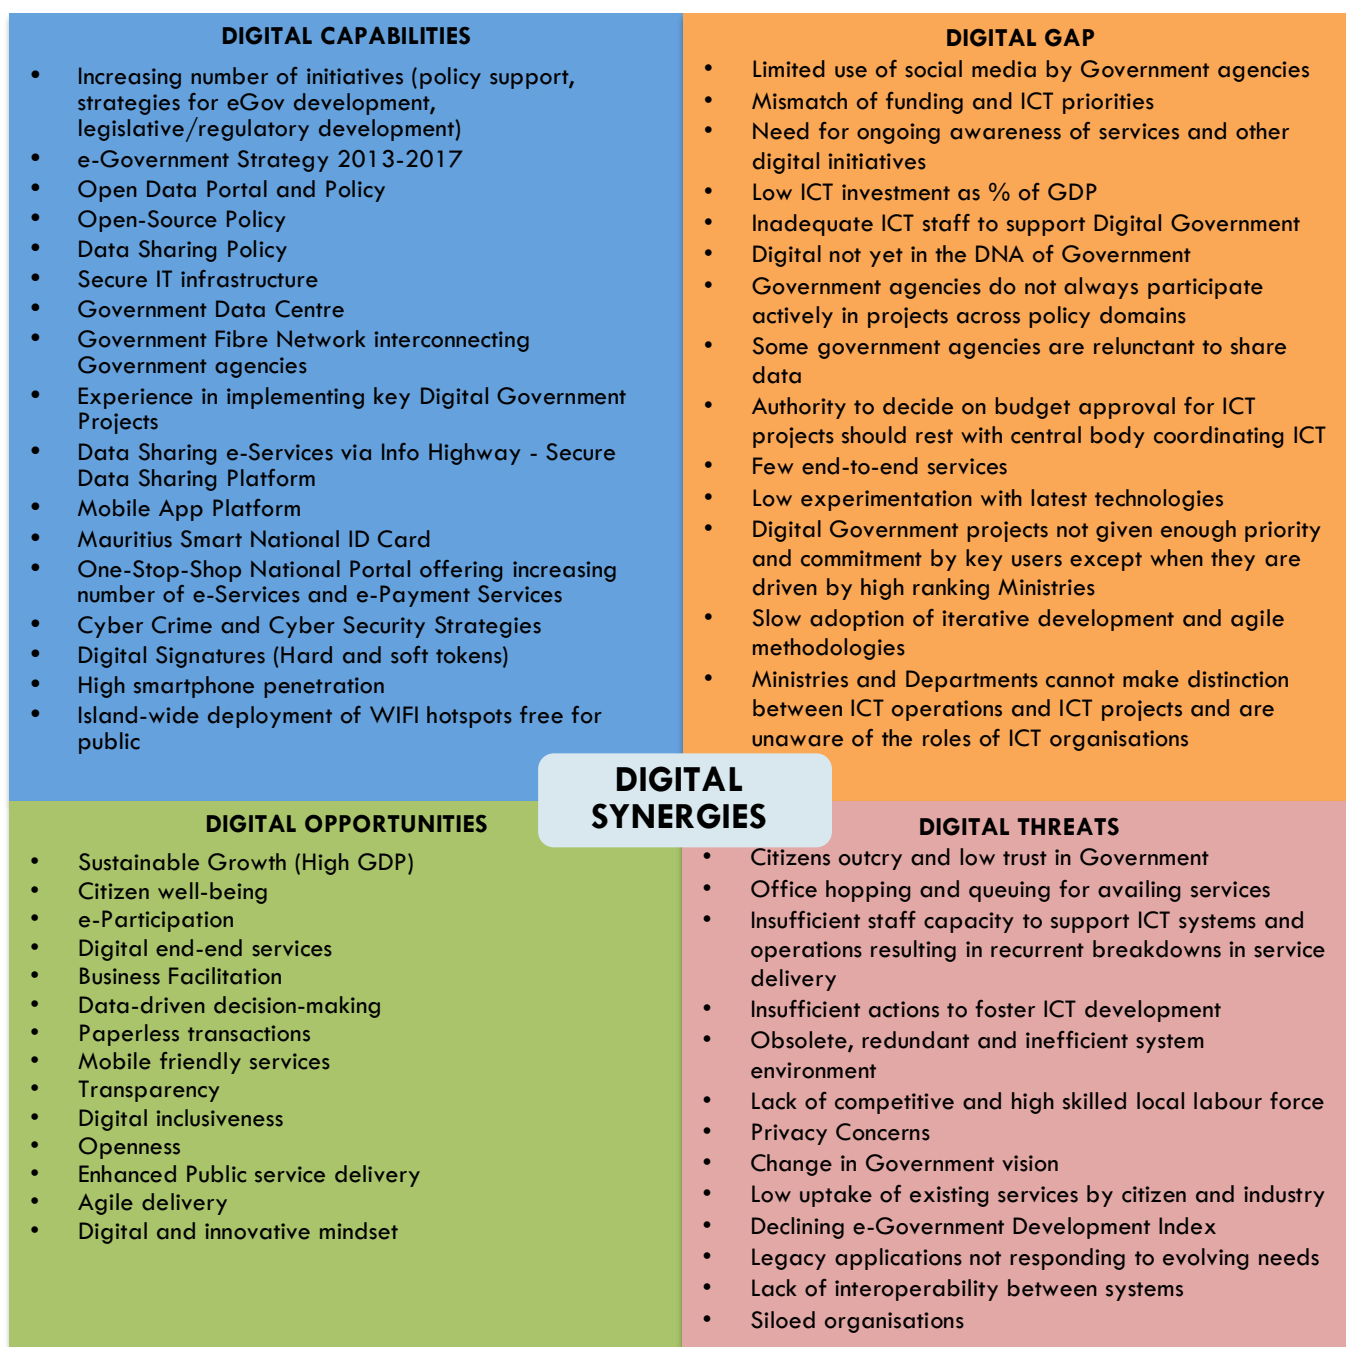 DIGITAL CAPABILITIES
• Increasing number of initiatives (policy support,
strategies for eGov development,
legislative/regulatory development)
• e-Government Strategy 2013-2017
• Open Data Portal and Policy
• Open-Source Policy
• Data Sharing Policy
• Secure IT infrastructure
• Government Data Centre
• Government Fibre Network interconnecting
Government agencies
• Experience in implementing key Digital Government
Projects
• Data Sharing e-Services via Info Highway - Secure
Data Sharing Platform
• Mobile App Platform
• Mauritius Smart National ID Card
• One-Stop-Shop National Portal offering increasing
number of e-Services and e-Payment Services
• Cyber Crime and Cyber Security Strategies
• Digital Signatures (Hard and soft tokens)
• High smartphone penetration
• Island-wide deployment of WIFI hotspots free for
public
DIGITAL GAP
• Limited use of social media by Government agencies
• Mismatch of funding and ICT priorities
• Need for ongoing awareness of services and other
digital initiatives
• Low ICT investment as % of GDP
• Inadequate ICT staff to support Digital Government
• Digital not yet in the DNA of Government
• Government agencies do not always participate
actively in projects across policy domains
• Some government agencies are relunctant to share
data
• Authority to decide on budget approval for ICT
projects should rest with central body coordinating ICT
• Few end-to-end services
• Low experimentation with latest technologies
• Digital Government projects not given enough priority
and commitment by key users except when they are
driven by high ranking Ministries
• Slow adoption of iterative development and agile
methodologies
• Ministries and Departments cannot make distinction
between ICT operations and ICT projects and are
unaware of the roles of ICT organisations
DIGITAL
SYNERGIES
DIGITAL OPPORTUNITIES
• Sustainable Growth (High GDP)
• Citizen well-being
• e-Participation
• Digital end-end services
• Business Facilitation
• Data-driven decision-making
• Paperless transactions
• Mobile friendly services
• Transparency
• Digital inclusiveness
• Openness
• Enhanced Public service delivery
• Agile delivery
• Digital and innovative mindset
DIGITAL THREATS
• Citizens outcry and low trust in Government
• Office hopping and queuing for availing services
• Insufficient staff capacity to support ICT systems and
operations resulting in recurrent breakdowns in service
delivery
• Insufficient actions to foster ICT development
• Obsolete, redundant and inefficient system
environment
• Lack of competitive and high skilled local labour force
• Privacy Concerns
• Change in Government vision
• Low uptake of existing services by citizen and industry
• Declining e-Government Development Index
• Legacy applications not responding to evolving needs
• Lack of interoperability between systems
• Siloed organisations